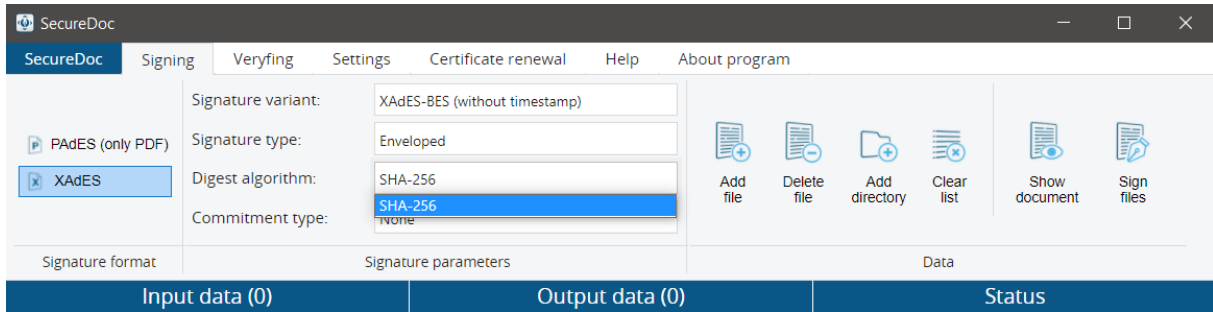 SecureDoc
SecureDoc Signing Veryfing Settings Certificate renewal Help About program
PAdES (only PDF)
XAdES
Signature format
Signature variant: XAdES-BES (without timestamp)
Signature type: Enveloped
Digest algorithm: SHA-256
SHA-256
Commitment type: None
Signature parameters
Add file
Delete file
Add directory
Clear list
Show document
Sign files
Data
Input data (0) Output data (0) Status